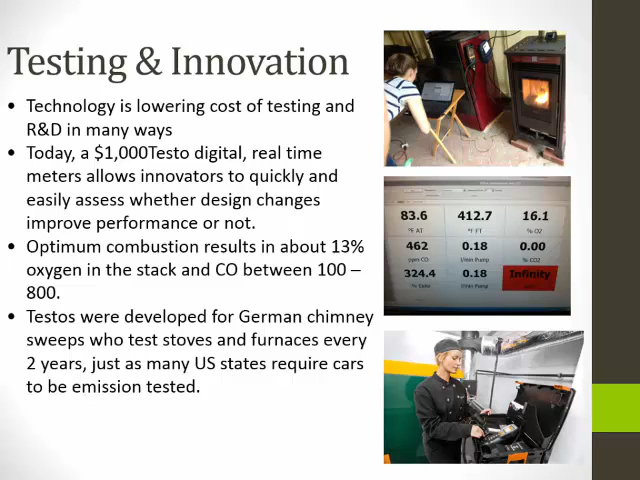 Testing & Innovation
• Technology is lowering cost of testing and
R&D in many ways
• Today, a $1,000Testo digital, real time
meters allows innovators to quickly and
easily assess whether design changes
improve performance or not.
• Optimum combustion results in about 13%
oxygen in the stack and CO between 100 –
800.
• Testos were developed for German chimney
sweeps who test stoves and furnaces every
2 years, just as many US states require cars
to be emission tested.
83.6 412.7 16.1
°F AT °F FT % O2
462 0.18 0.00
ppm CO l/min Pump % CO2
324.4 0.18 Infinity
l/min Pump